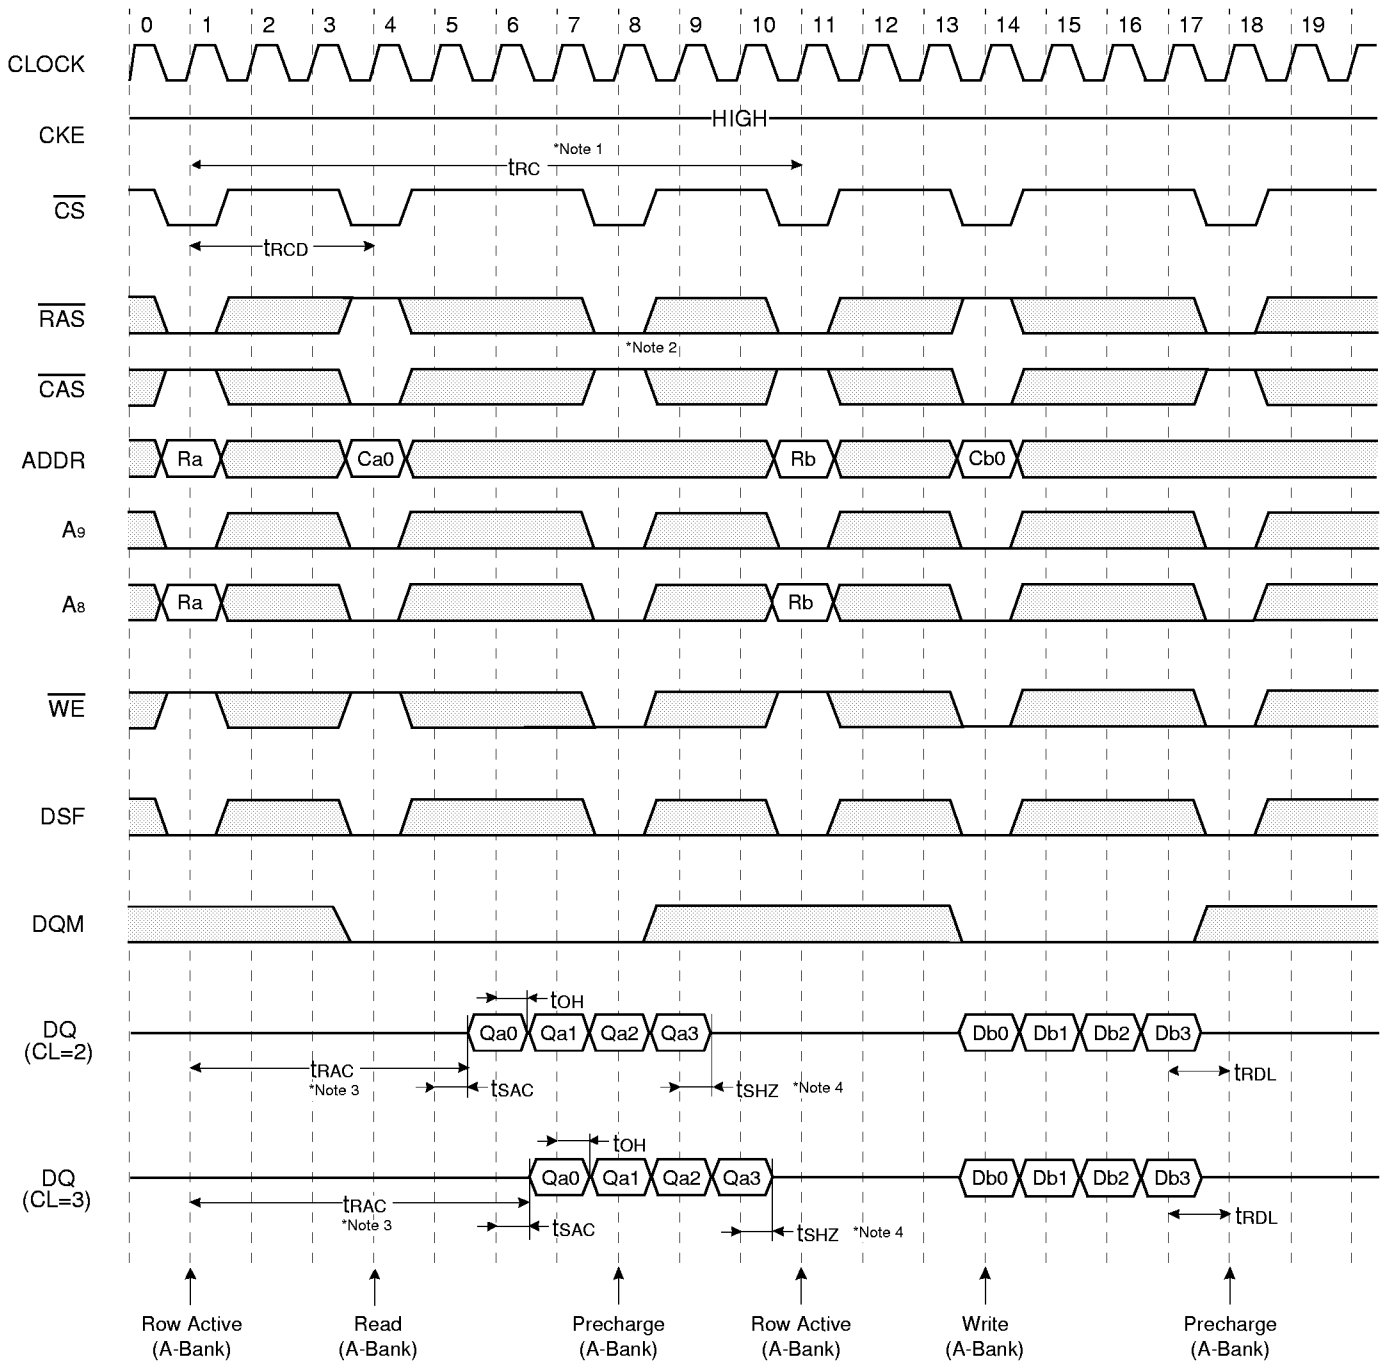 0 1 2 3 4 5 6 7 8 9 10 11 12 13 14 15 16 17 18 19
CLOCK
CKE
HIGH
*Note 1
tRC
CS
tRCD
RAS
*Note 2
CAS
ADDR Ra Ca0 Rb Cb0
A9
A8 Ra Rb
WE
DSF
DQM
tOH
DQ
(CL=2)
Qa0 Qa1 Qa2 Qa3 Db0 Db1 Db2 Db3
tRAC
*Note 3
tSAC
tSHZ *Note 4
tRDL
tOH
DQ
(CL=3)
Qa0 Qa1 Qa2 Qa3 Db0 Db1 Db2 Db3
tRAC
*Note 3
tSAC
tSHZ *Note 4
tRDL
Row Active
(A-Bank)
Read
(A-Bank)
Precharge
(A-Bank)
Row Active
(A-Bank)
Write
(A-Bank)
Precharge
(A-Bank)